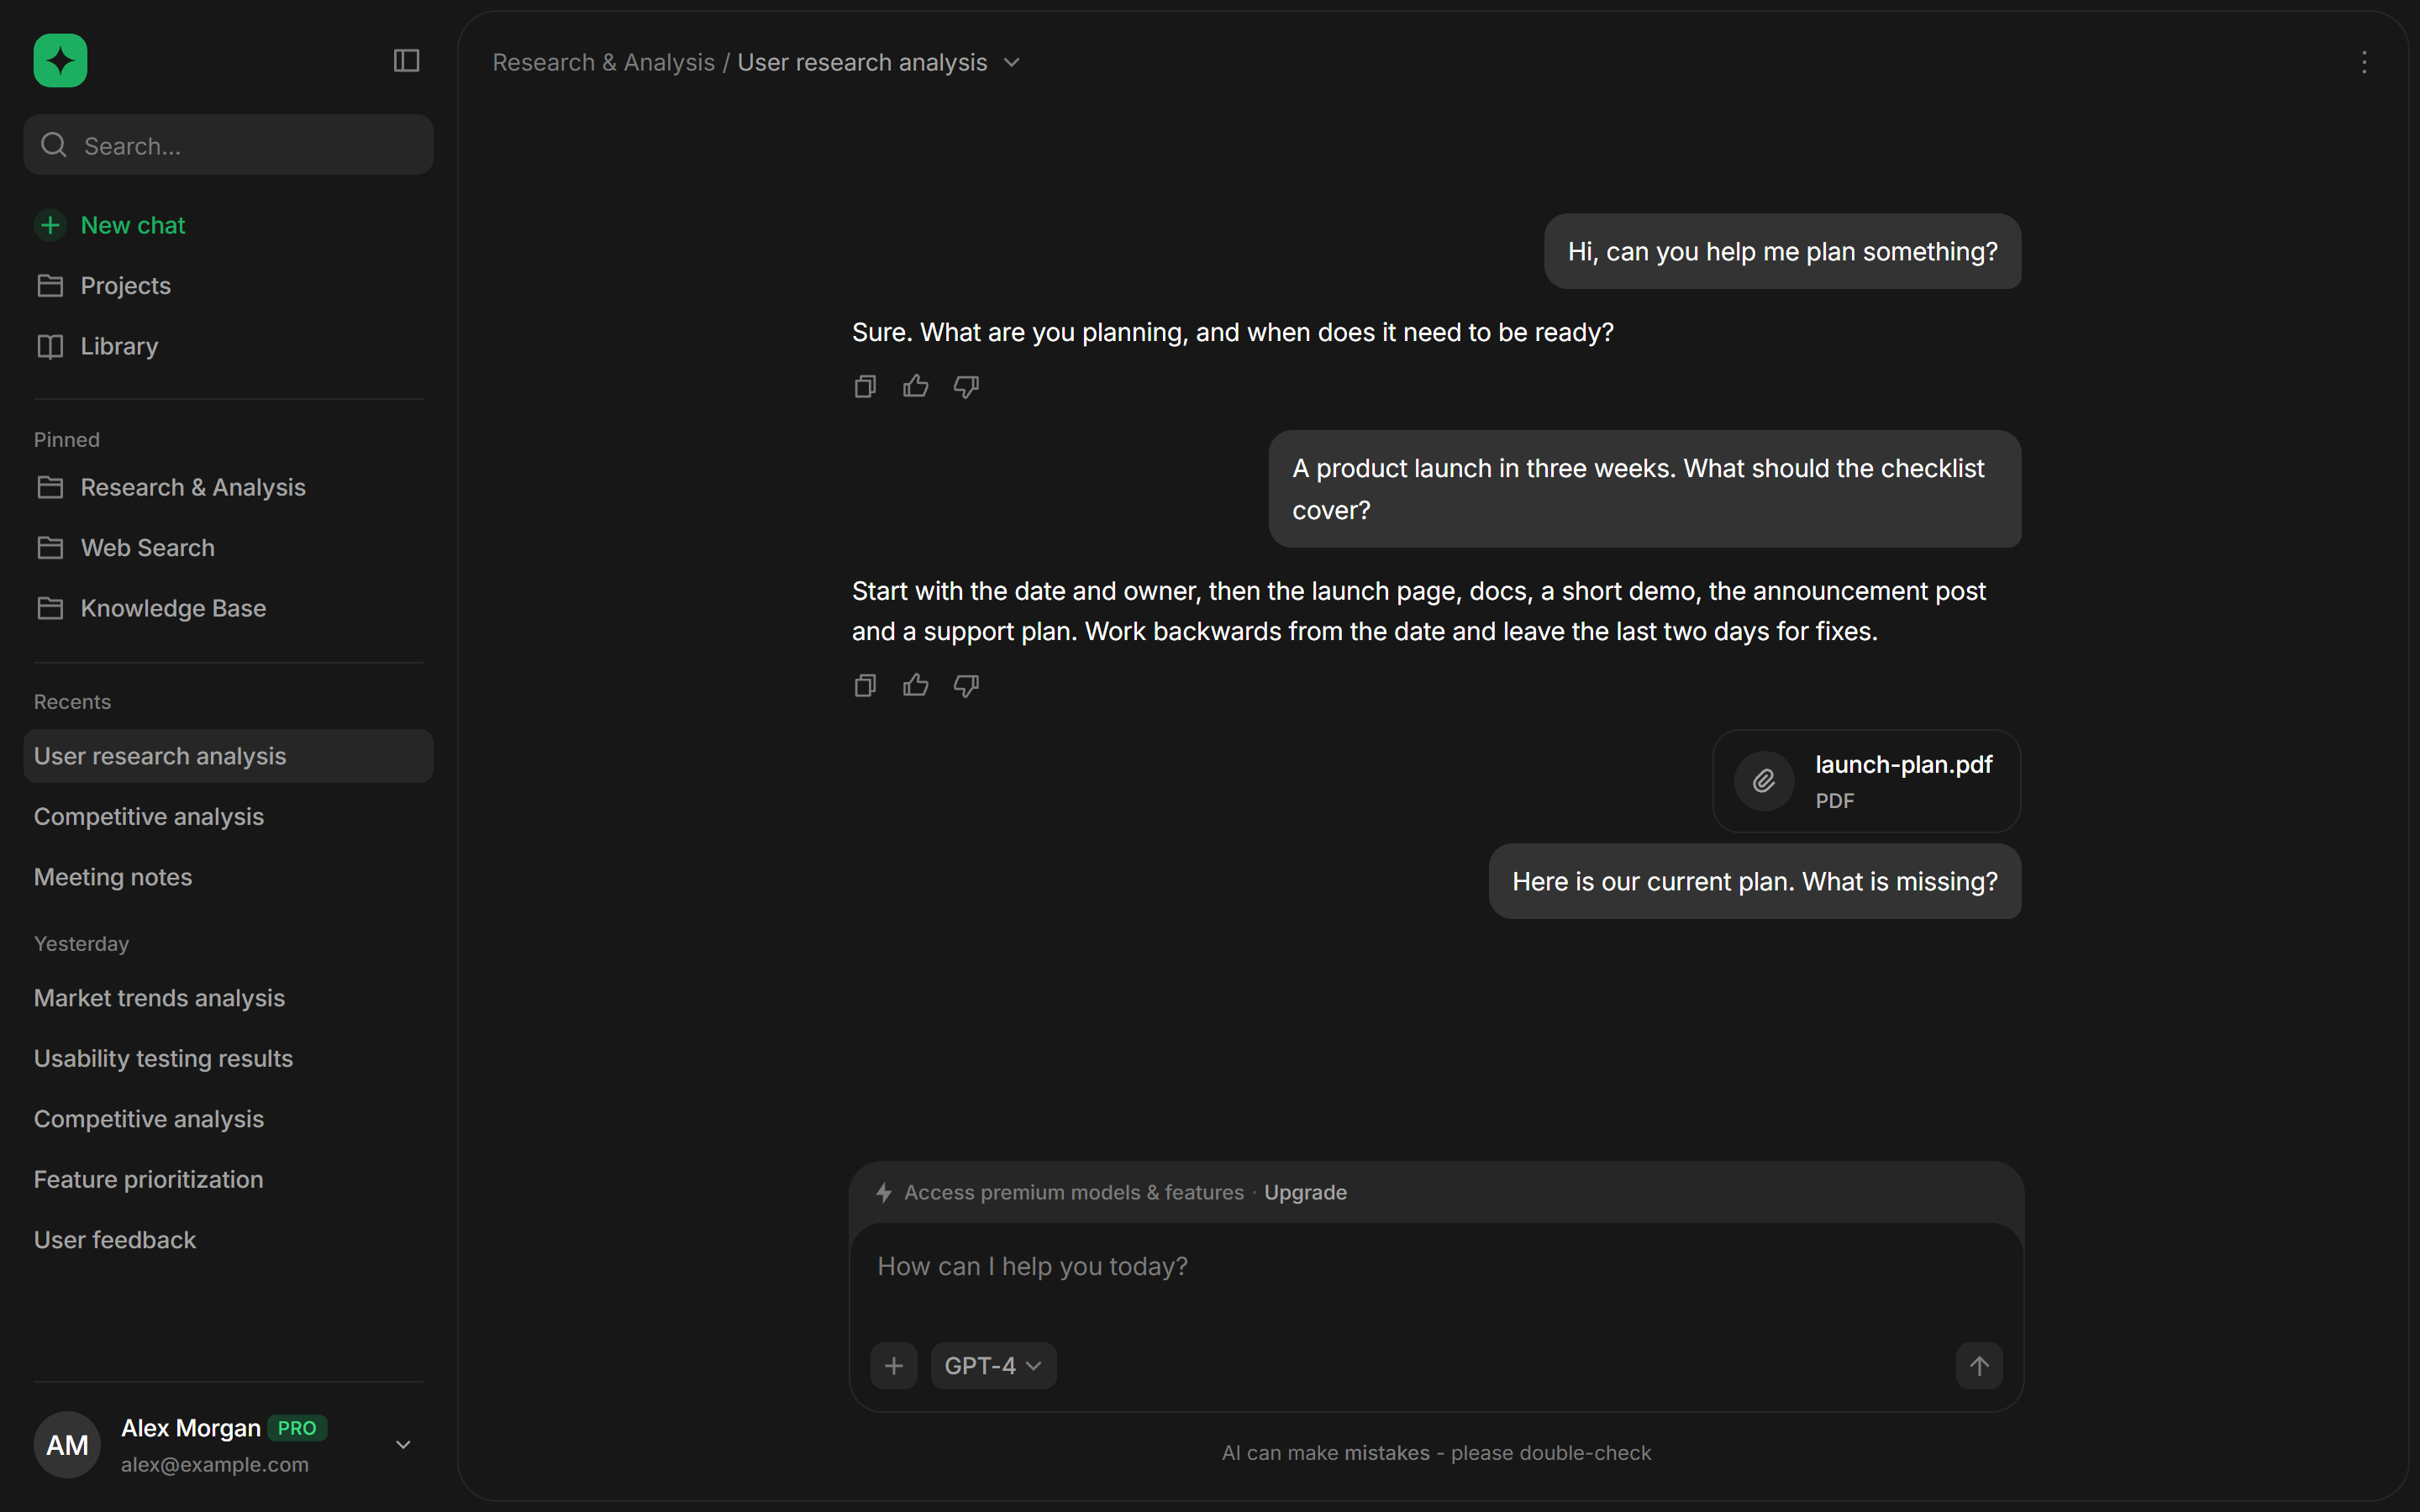 Search...
New chat
Projects
Library
Pinned
Research & Analysis
Web Search
Knowledge Base
Recents
User research analysis
Competitive analysis
Meeting notes
Yesterday
Market trends analysis
Usability testing results
Competitive analysis
Feature prioritization
User feedback
AM
Alex Morgan PRO
alex@example.com
Research & Analysis / User research analysis
Hi, can you help me plan something?
Sure. What are you planning, and when does it need to be ready?
A product launch in three weeks. What should the checklist
cover?
Start with the date and owner, then the launch page, docs, a short demo, the announcement post
and a support plan. Work backwards from the date and leave the last two days for fixes.
launch-plan.pdf
PDF
Here is our current plan. What is missing?
Access premium models & features · Upgrade
How can I help you today?
GPT-4
AI can make mistakes - please double-check